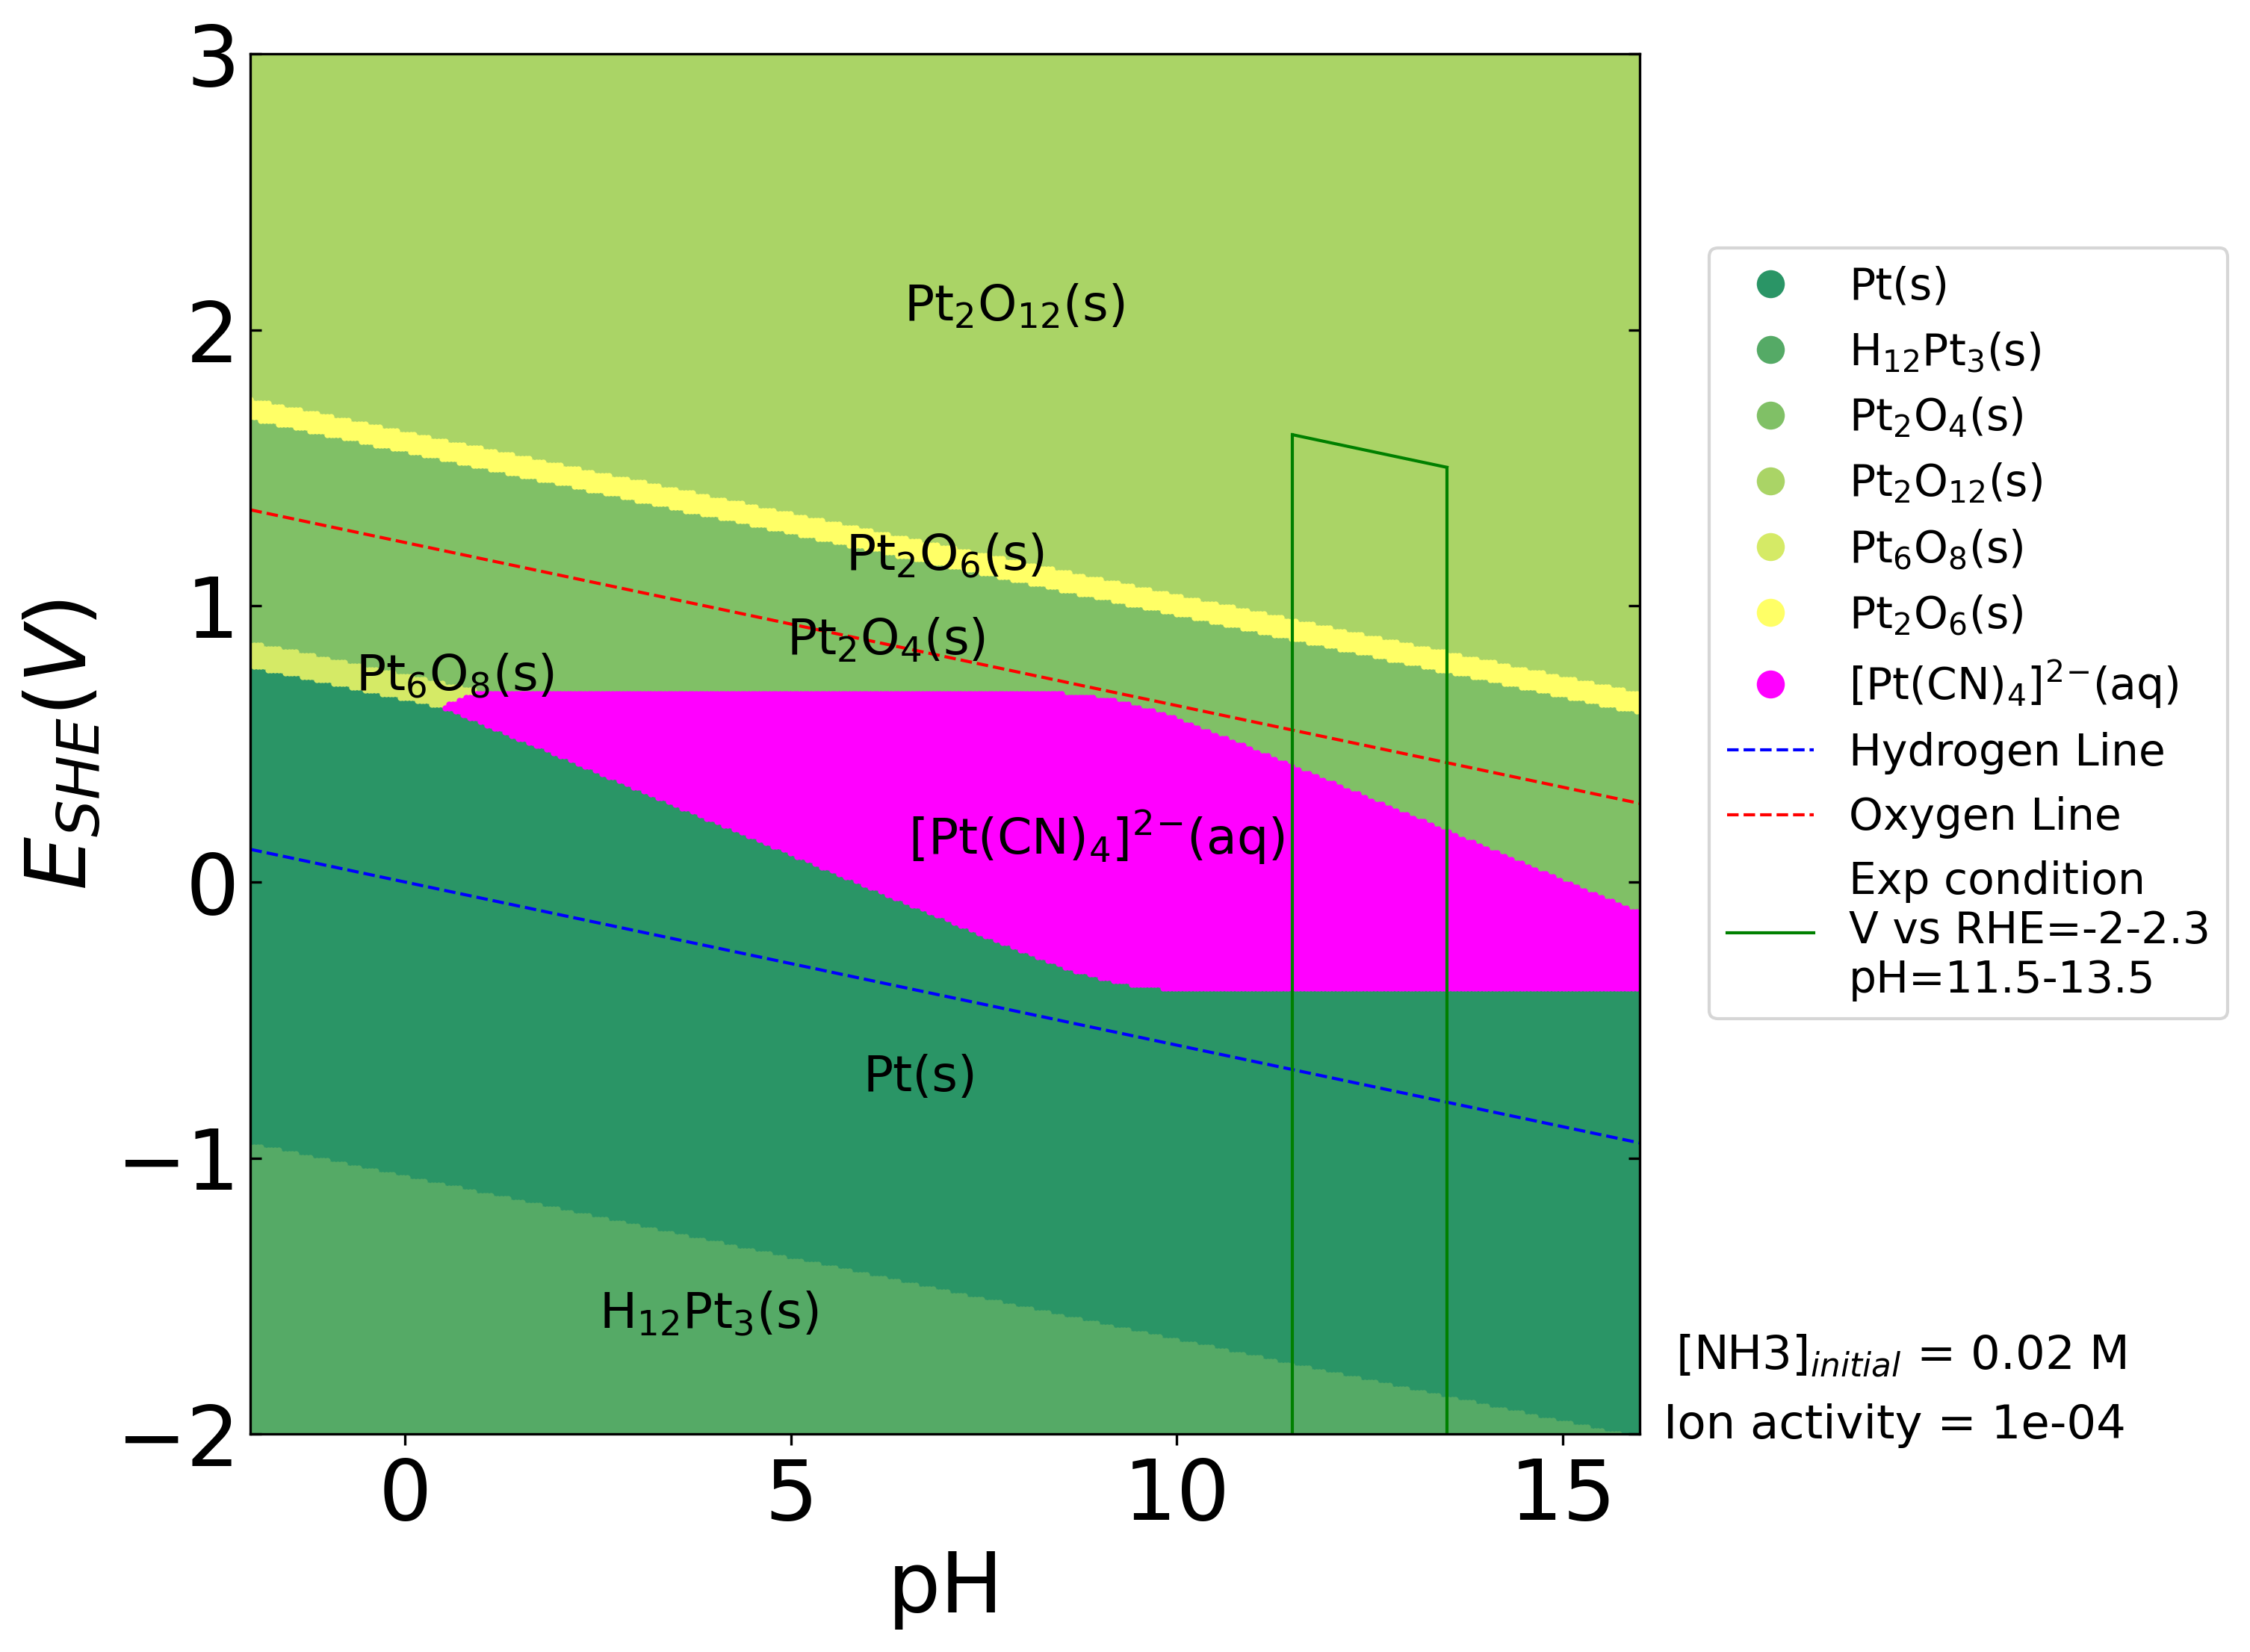 3
2
1
0
−1
−2
E_SHE(V)
0 5 10 15
pH
Pt₂O₁₂(s)
Pt₂O₆(s)
Pt₂O₄(s)
Pt₆O₈(s)
[Pt(CN)₄]²⁻(aq)
Pt(s)
H₁₂Pt₃(s)
Pt(s)
H₁₂Pt₃(s)
Pt₂O₄(s)
Pt₂O₁₂(s)
Pt₆O₈(s)
Pt₂O₆(s)
[Pt(CN)₄]²⁻(aq)
Hydrogen Line
Oxygen Line
Exp condition
V vs RHE=-2-2.3
pH=11.5-13.5
[NH3]_initial = 0.02 M
Ion activity = 1e-04